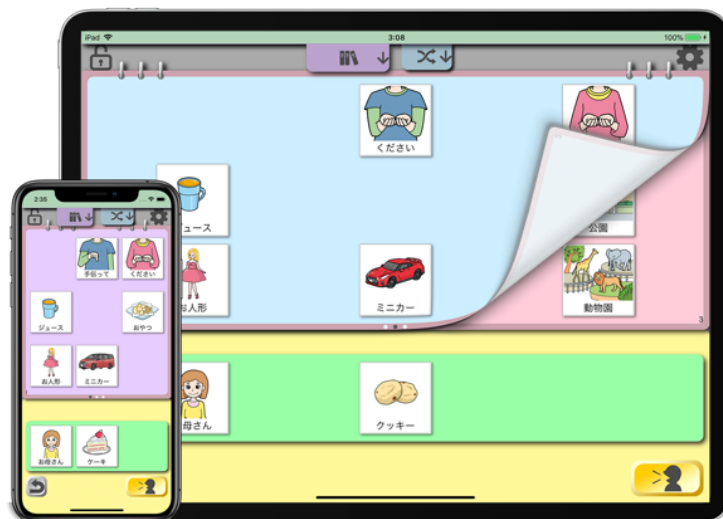 iPad
3:08
100%
ください
ジュース
公園
お人形
ミニカー
動物園
3
母さん
クッキー
2:35
手伝って
ください
ジュース
おやつ
お人形
ミニカー
お母さん
ケーキ